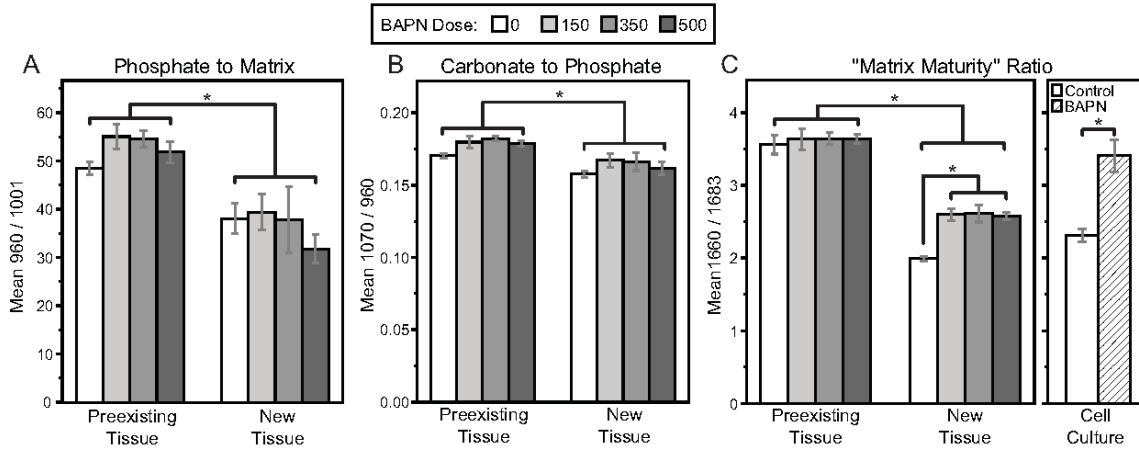 BAPN Dose: 0 150 350 500
A
Phosphate to Matrix
Mean 960 / 1001
60
50
40
30
20
10
0
*
Preexisting
Tissue
New
Tissue
B
Carbonate to Phosphate
Mean 1070 / 960
0.20
0.15
0.10
0.05
0.00
*
Preexisting
Tissue
New
Tissue
C
"Matrix Maturity" Ratio
Mean1660 / 1683
4
3
2
1
0
*
*
Preexisting
Tissue
New
Tissue
Control
BAPN
*
Cell
Culture